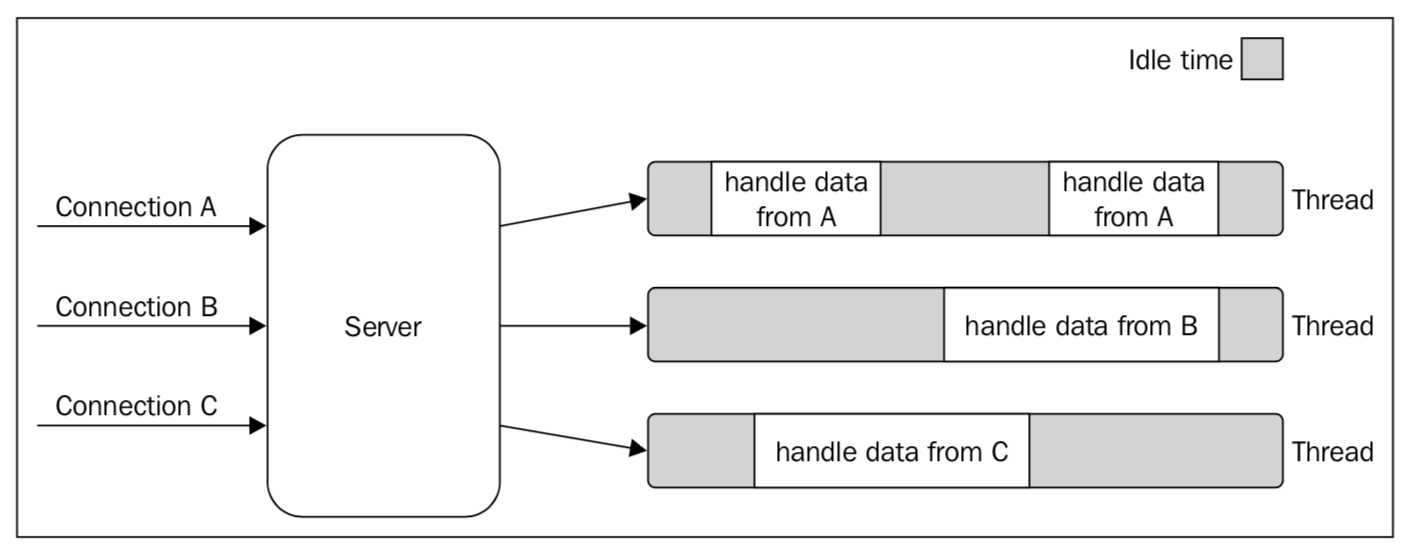 Idle time
Connection A
Connection B
Connection C
Server
handle data
from A
handle data
from A
Thread
handle data from B
Thread
handle data from C
Thread